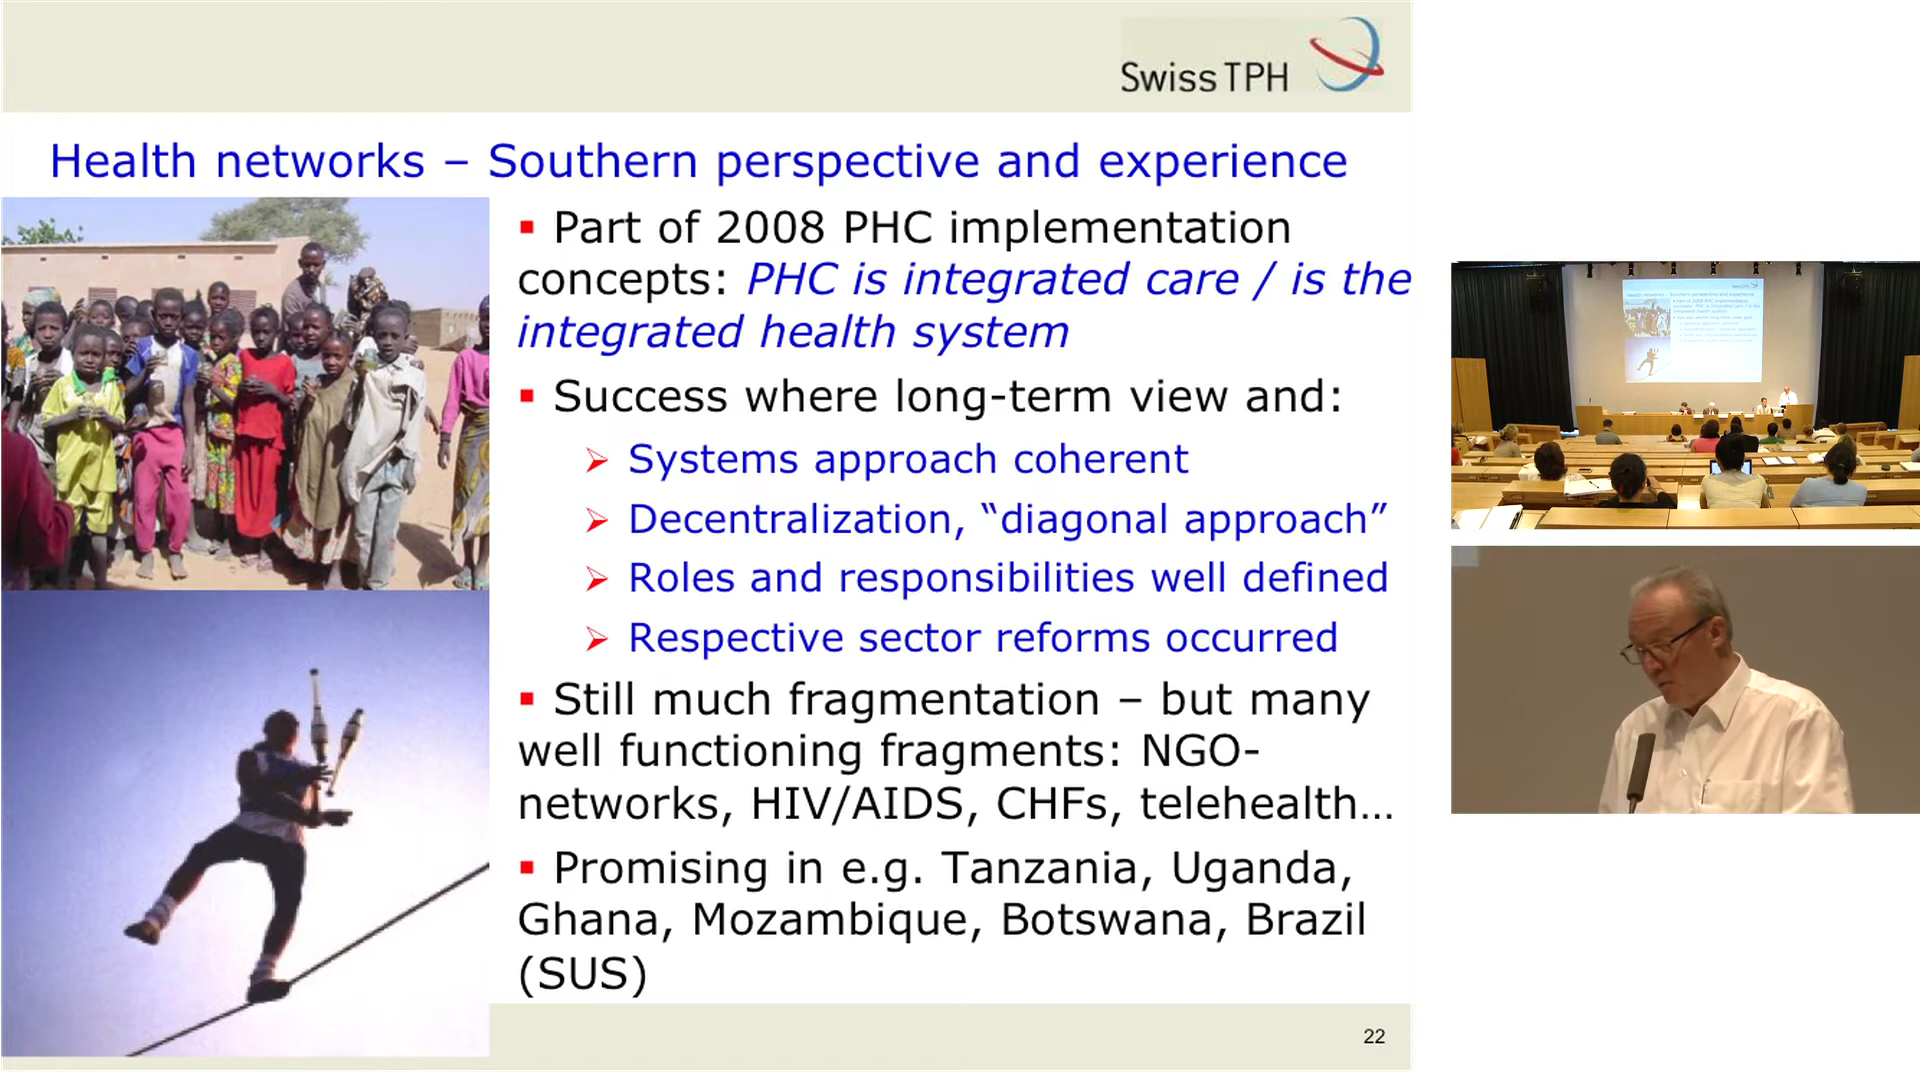 Swiss TPH
Health networks – Southern perspective and experience
▪ Part of 2008 PHC implementation
concepts: PHC is integrated care / is the
integrated health system
▪ Success where long-term view and:
➢ Systems approach coherent
➢ Decentralization, “diagonal approach”
➢ Roles and responsibilities well defined
➢ Respective sector reforms occurred
▪ Still much fragmentation – but many
well functioning fragments: NGO-
networks, HIV/AIDS, CHFs, telehealth…
▪ Promising in e.g. Tanzania, Uganda,
Ghana, Mozambique, Botswana, Brazil
(SUS)
22